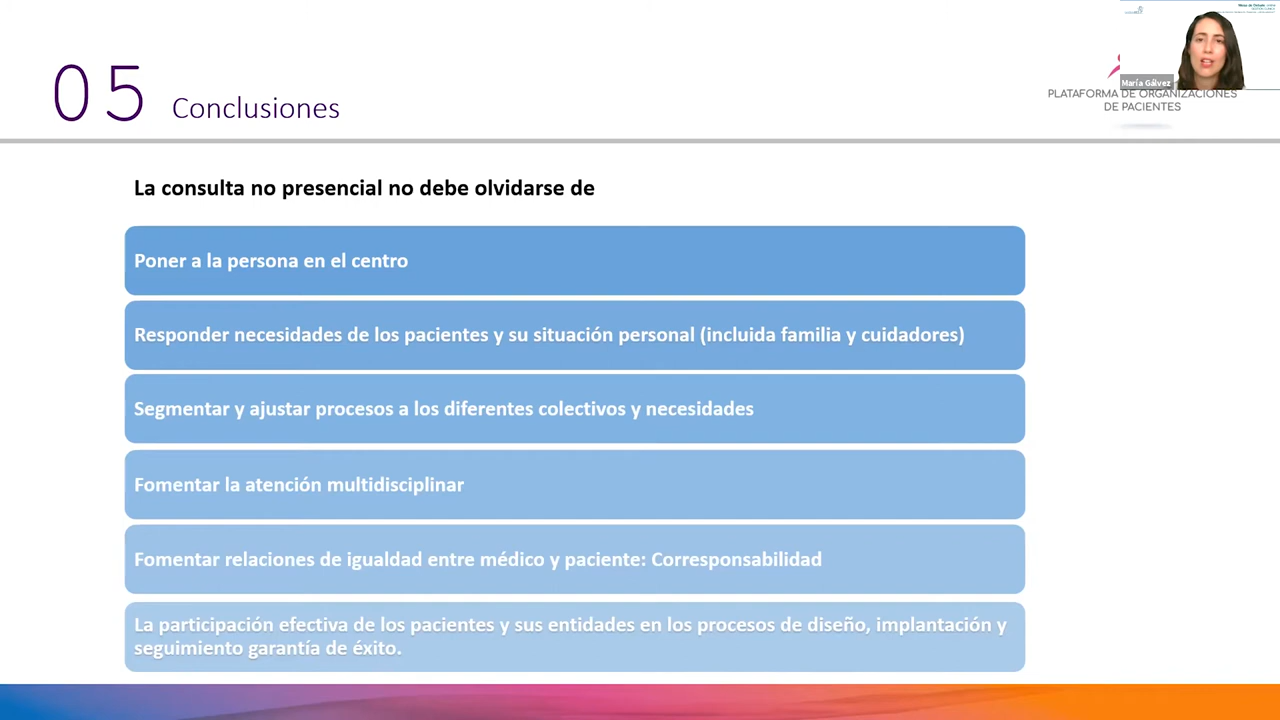 05 Conclusiones
María Gálvez
PLATAFORMA DE ORGANIZACIONES
DE PACIENTES
La consulta no presencial no debe olvidarse de
Poner a la persona en el centro
Responder necesidades de los pacientes y su situación personal (incluida familia y cuidadores)
Segmentar y ajustar procesos a los diferentes colectivos y necesidades
Fomentar la atención multidisciplinar
Fomentar relaciones de igualdad entre médico y paciente: Corresponsabilidad
La participación efectiva de los pacientes y sus entidades en los procesos de diseño, implantación y
seguimiento garantía de éxito.